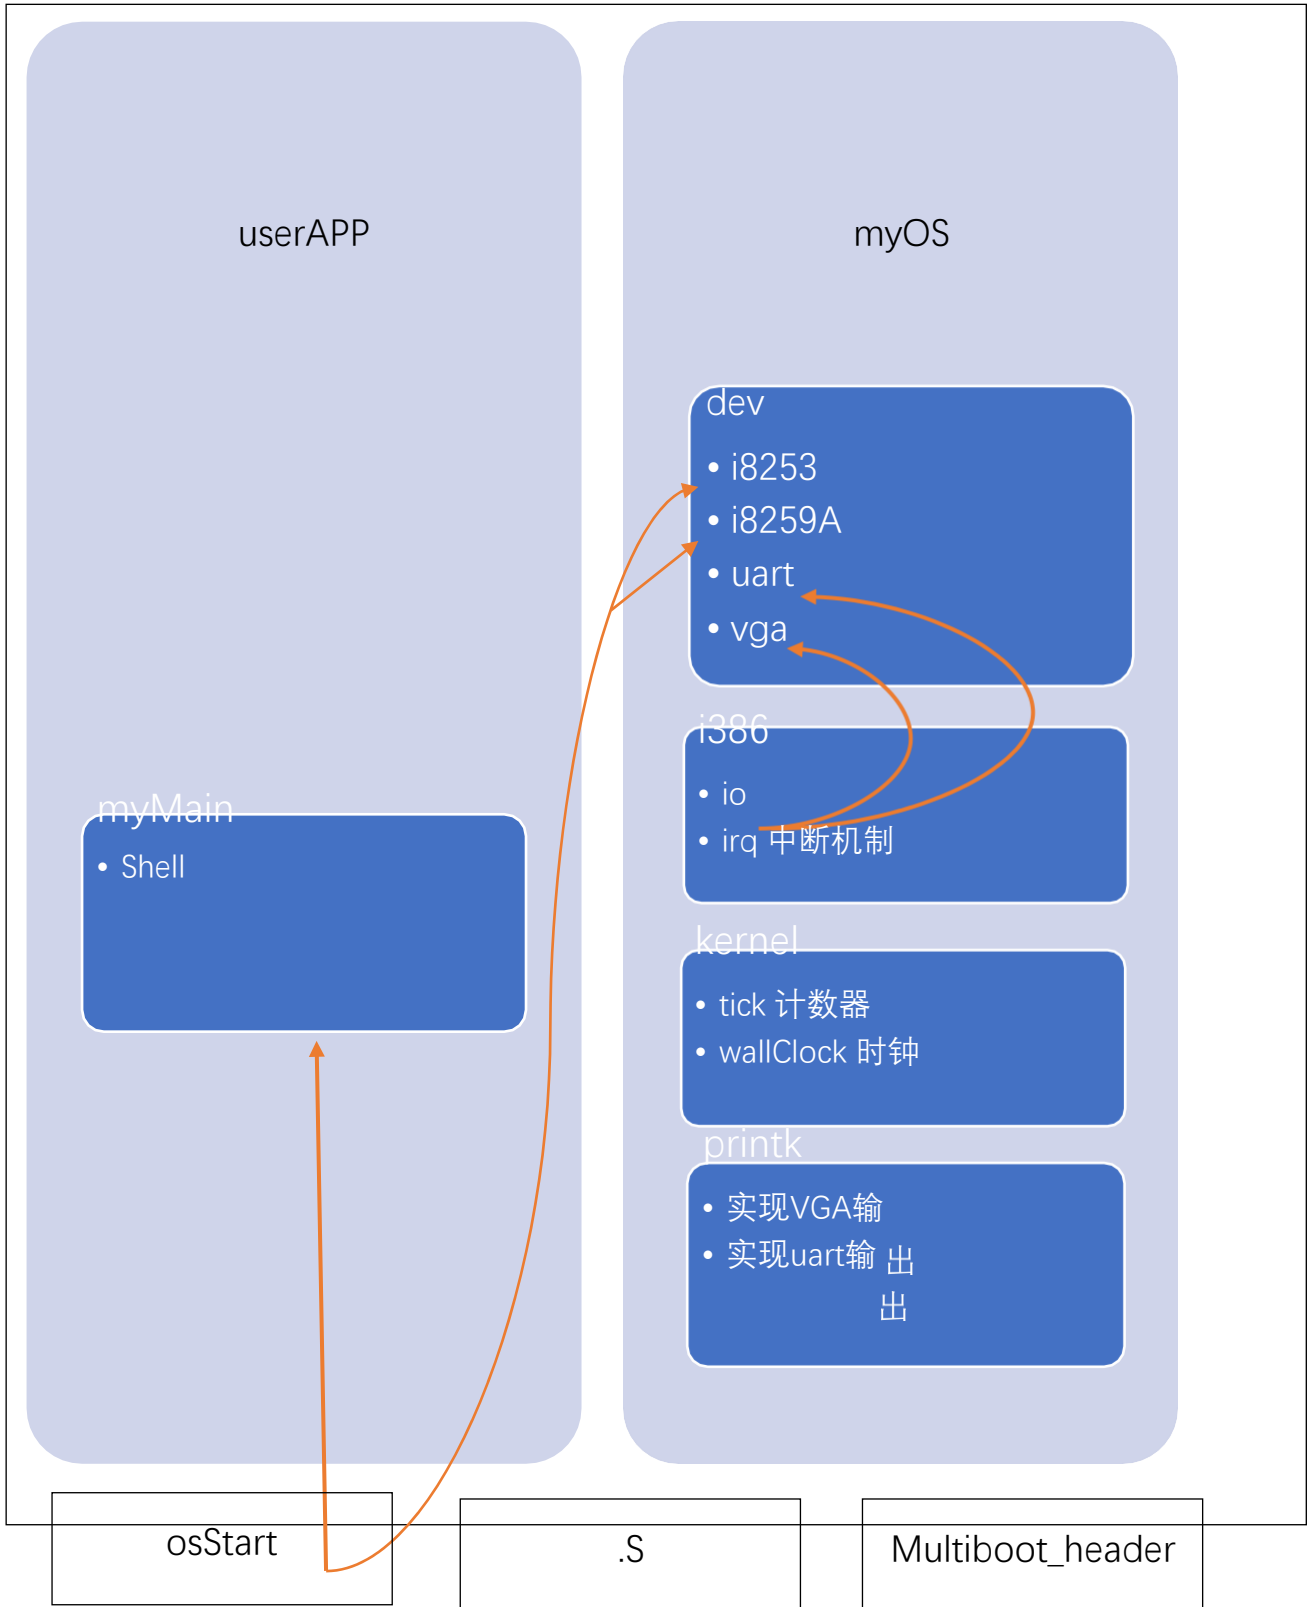 userAPP
myMain
• Shell
myOS
dev
• i8253
• i8259A
• uart
• vga
i386
• io
• irq 中断机制
kernel
• tick 计数器
• wallClock 时钟
printk
• 实现VGA输
• 实现uart输 出
出
osStart
.S
Multiboot_header